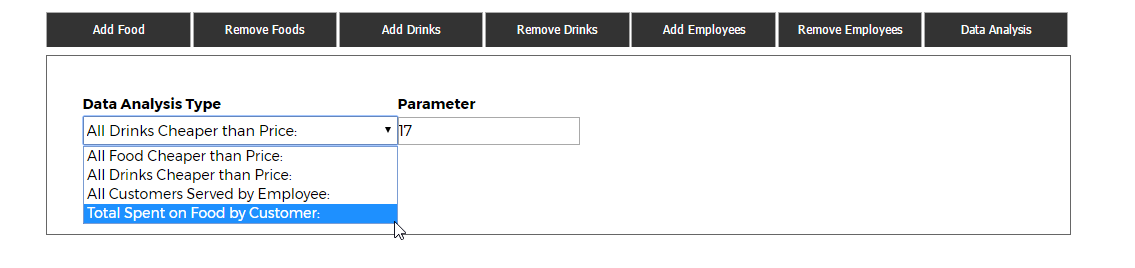 Add Food Remove Foods Add Drinks Remove Drinks Add Employees Remove Employees Data Analysis
Data Analysis Type Parameter
All Drinks Cheaper than Price: 17
All Food Cheaper than Price:
All Drinks Cheaper than Price:
All Customers Served by Employee:
Total Spent on Food by Customer: